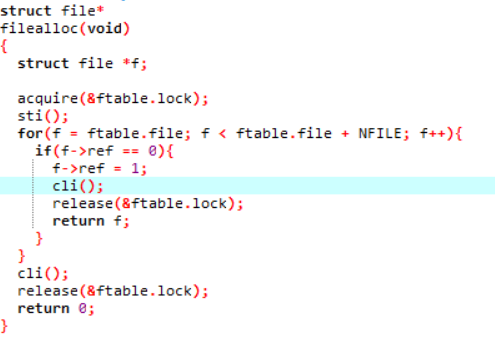 struct file*
filealloc(void)
{
  struct file *f;

  acquire(&ftable.lock);
  sti();
  for(f = ftable.file; f < ftable.file + NFILE; f++){
    if(f->ref == 0){
      f->ref = 1;
      cli();
      release(&ftable.lock);
      return f;
    }
  }
  cli();
  release(&ftable.lock);
  return 0;
}